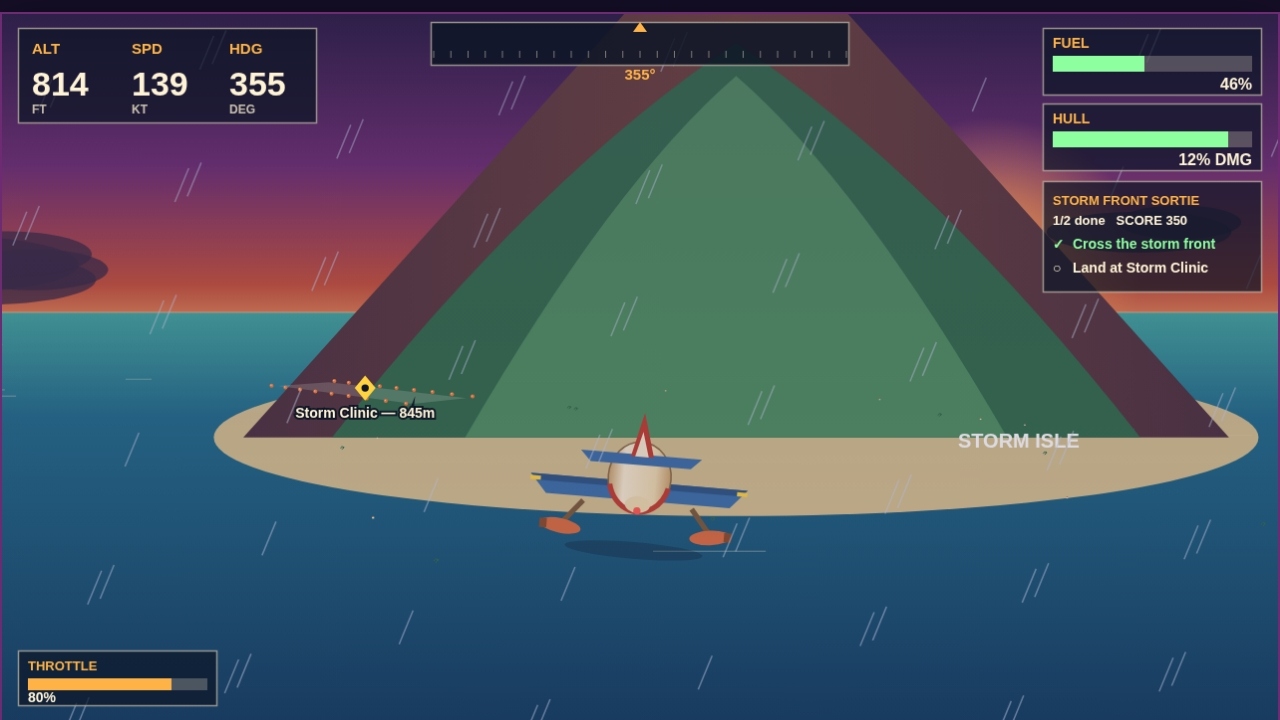 ALT SPD HDG
814 139 355
FT KT DEG
355°
FUEL
46%
HULL
12% DMG
STORM FRONT SORTIE
1/2 done SCORE 350
✓ Cross the storm front
○ Land at Storm Clinic
Storm Clinic — 845m
STORM ISLE
THROTTLE
80%